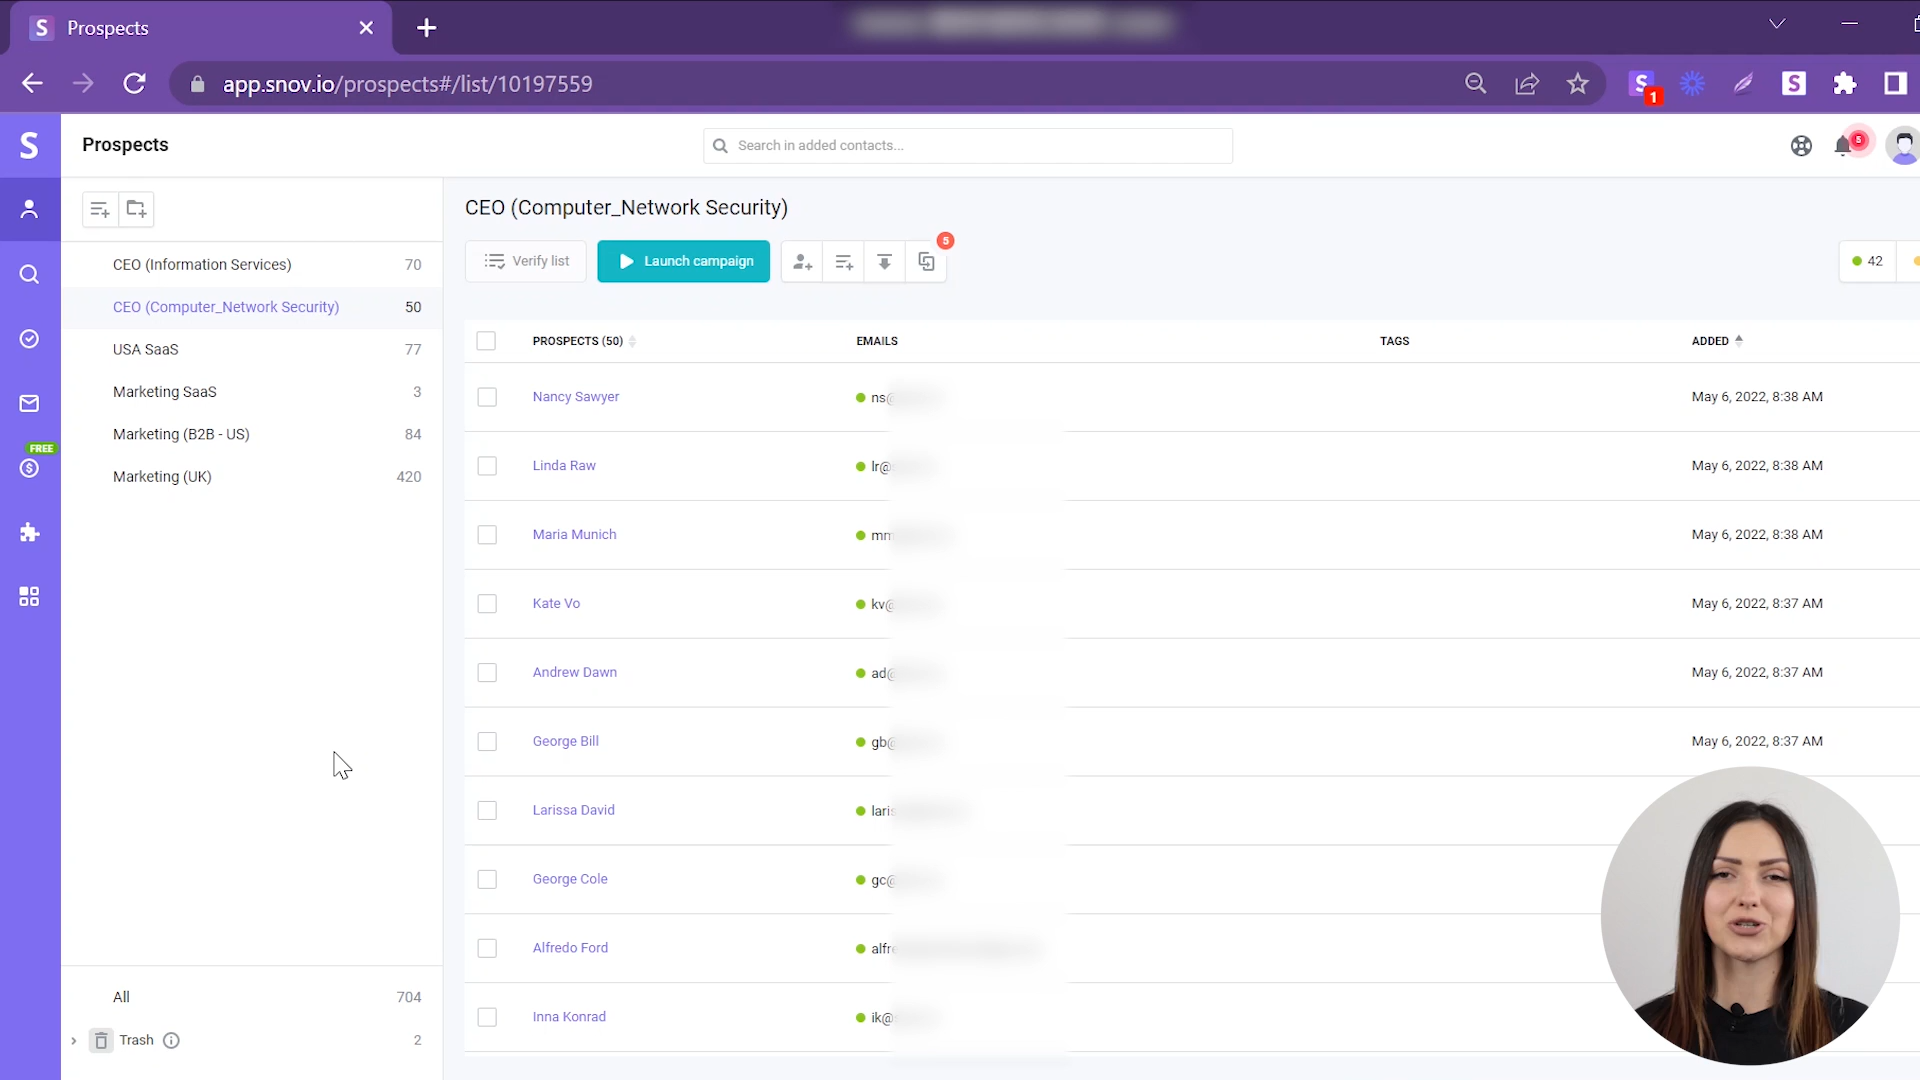 S Prospects
app.snov.io/prospects#/list/10197559
S 1 S
S Prospects Search in added contacts... 5
CEO (Computer_Network Security)
Verify list Launch campaign 5 42
CEO (Information Services) 70
CEO (Computer_Network Security) 50
USA SaaS 77
Marketing SaaS 3
Marketing (B2B - US) 84
Marketing (UK) 420
FREE
All 704
Trash 2
PROSPECTS (50) EMAILS TAGS ADDED
Nancy Sawyer ns@ May 6, 2022, 8:38 AM
Linda Raw lr@ May 6, 2022, 8:38 AM
Maria Munich May 6, 2022, 8:38 AM
Kate Vo kv@ May 6, 2022, 8:37 AM
Andrew Dawn ad@ May 6, 2022, 8:37 AM
George Bill gb@ May 6, 2022, 8:37 AM
Larissa David laris
George Cole gc@
Alfredo Ford alfre
Inna Konrad ik@